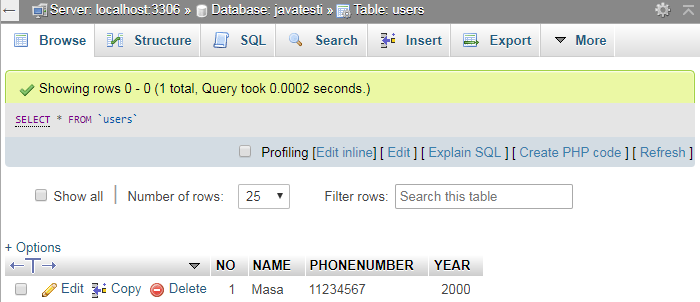 Server: localhost:3306 » Database: javatesti » Table: users
Browse Structure SQL Search Insert Export More
Showing rows 0 - 0 (1 total, Query took 0.0002 seconds.)
SELECT * FROM `users`
Profiling [Edit inline] [ Edit ] [ Explain SQL ] [ Create PHP code ] [ Refresh ]
Show all | Number of rows: 25 Filter rows: Search this table
+ Options
←T→ NO NAME PHONENUMBER YEAR
Edit Copy Delete 1 Masa 11234567 2000